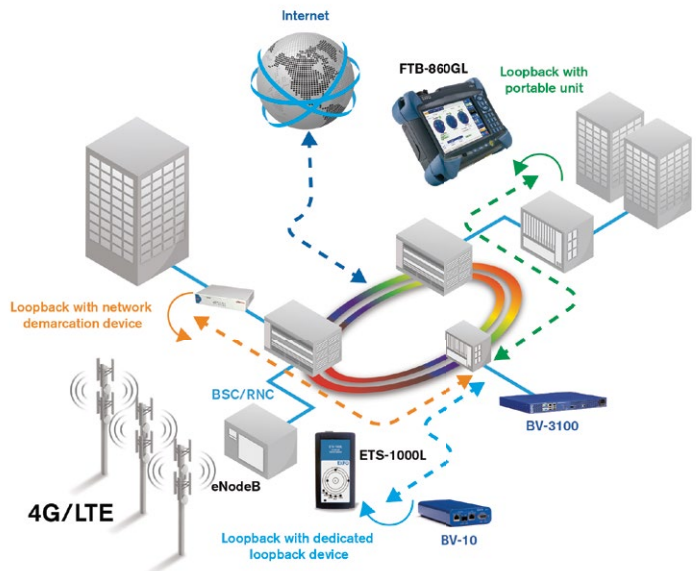 Internet
FTB-860GL
Loopback with
portable unit
Loopback with network
demarcation device
BSC/RNC
BV-3100
ETS-1000L
EXFO
eNodeB
4G/LTE
Loopback with dedicated
loopback device
BV-10